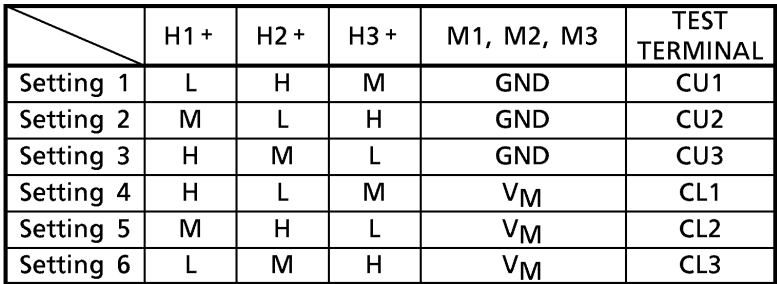 H1 + H2 + H3 + M1, M2, M3 TEST TERMINAL
Setting 1 L H M GND CU1
Setting 2 M L H GND CU2
Setting 3 H M L GND CU3
Setting 4 H L M VM CL1
Setting 5 M H L VM CL2
Setting 6 L M H VM CL3